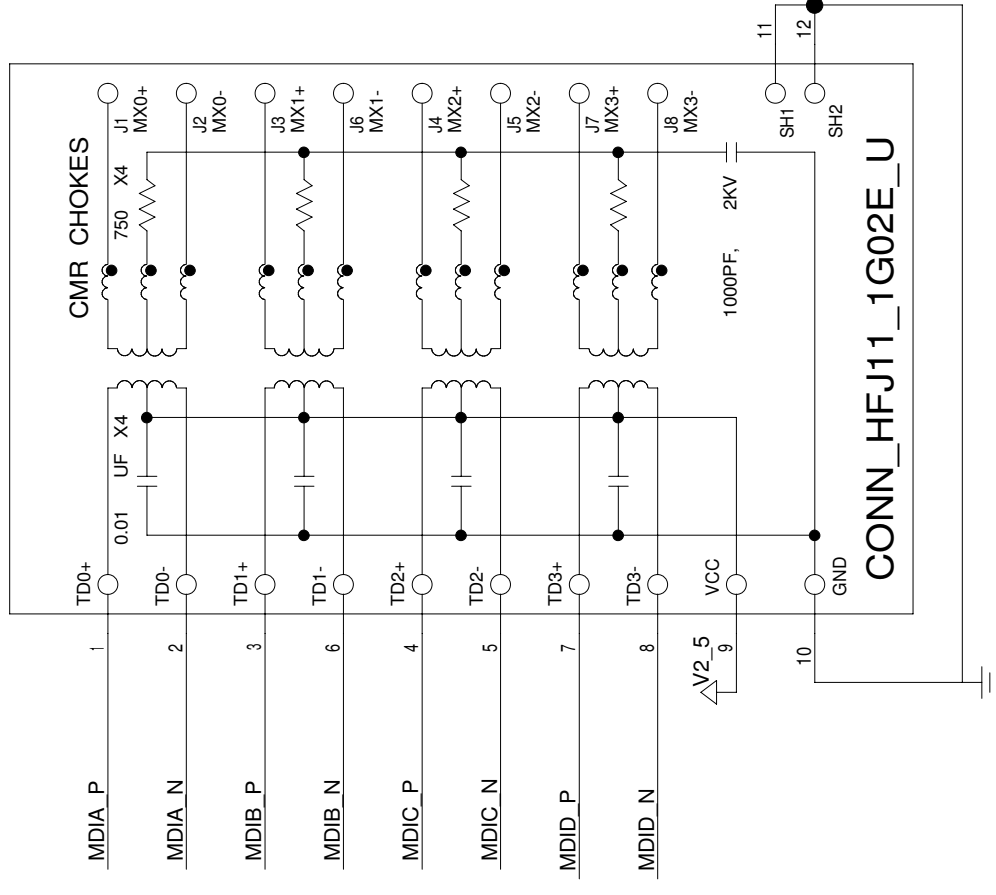 MDIA_P
MDIA_N
MDIB_P
MDIB_N
MDIC_P
MDIC_N
MDID_P
MDID_N
1
2
3
6
4
5
7
8
V2_5
9
10
TD0+
TD0-
TD1+
TD1-
TD2+
TD2-
TD3+
TD3-
VCC
GND
0.01 UF X4
CMR CHOKES
750 X4
1000PF, 2KV
J1
MX0+
J2
MX0-
J3
MX1+
J6
MX1-
J4
MX2+
J5
MX2-
J7
MX3+
J8
MX3-
SH1
SH2
11
12
CONN_HFJ11_1G02E_U